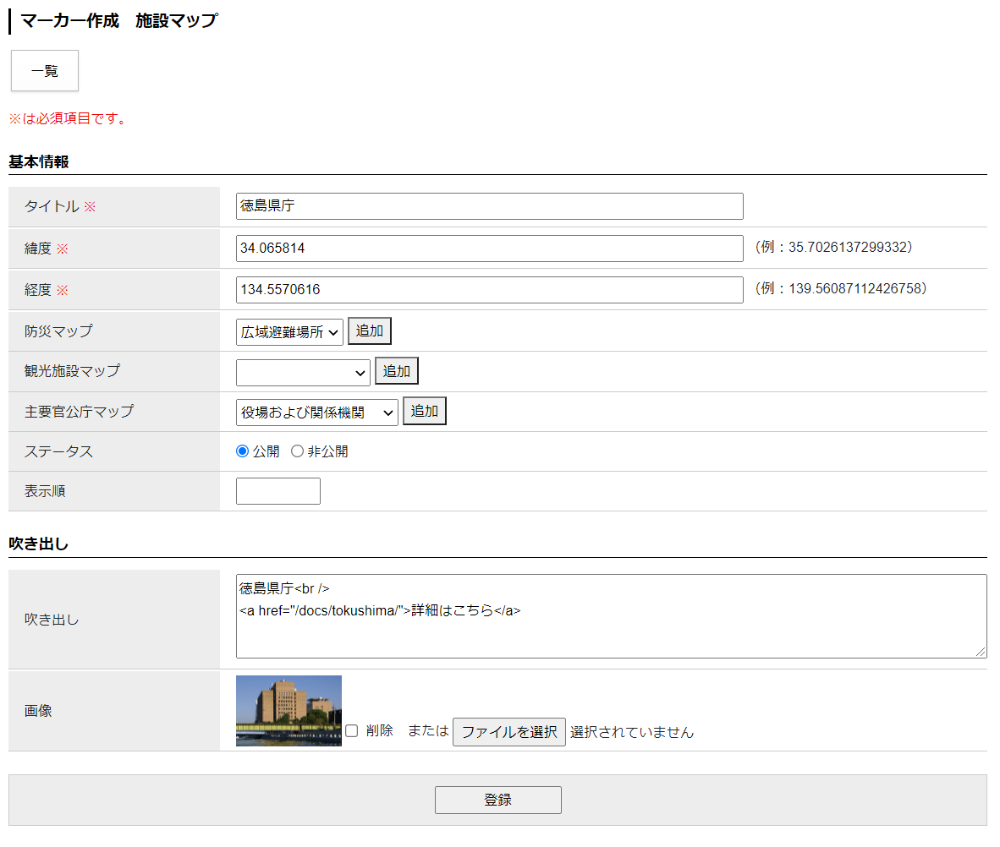 マーカー作成　施設マップ
一覧
※は必須項目です。
基本情報
タイトル ※ 徳島県庁
緯度 ※ 34.065814 （例：35.7026137299332）
経度 ※ 134.5570616 （例：139.56087112426758）
防災マップ 広域避難場所 追加
観光施設マップ 追加
主要官公庁マップ 役場および関係機関 追加
ステータス 公開 非公開
表示順
吹き出し
吹き出し 徳島県庁<br />
<a href="/docs/tokushima/">詳細はこちら</a>
画像 削除　または ファイルを選択 選択されていません
登録